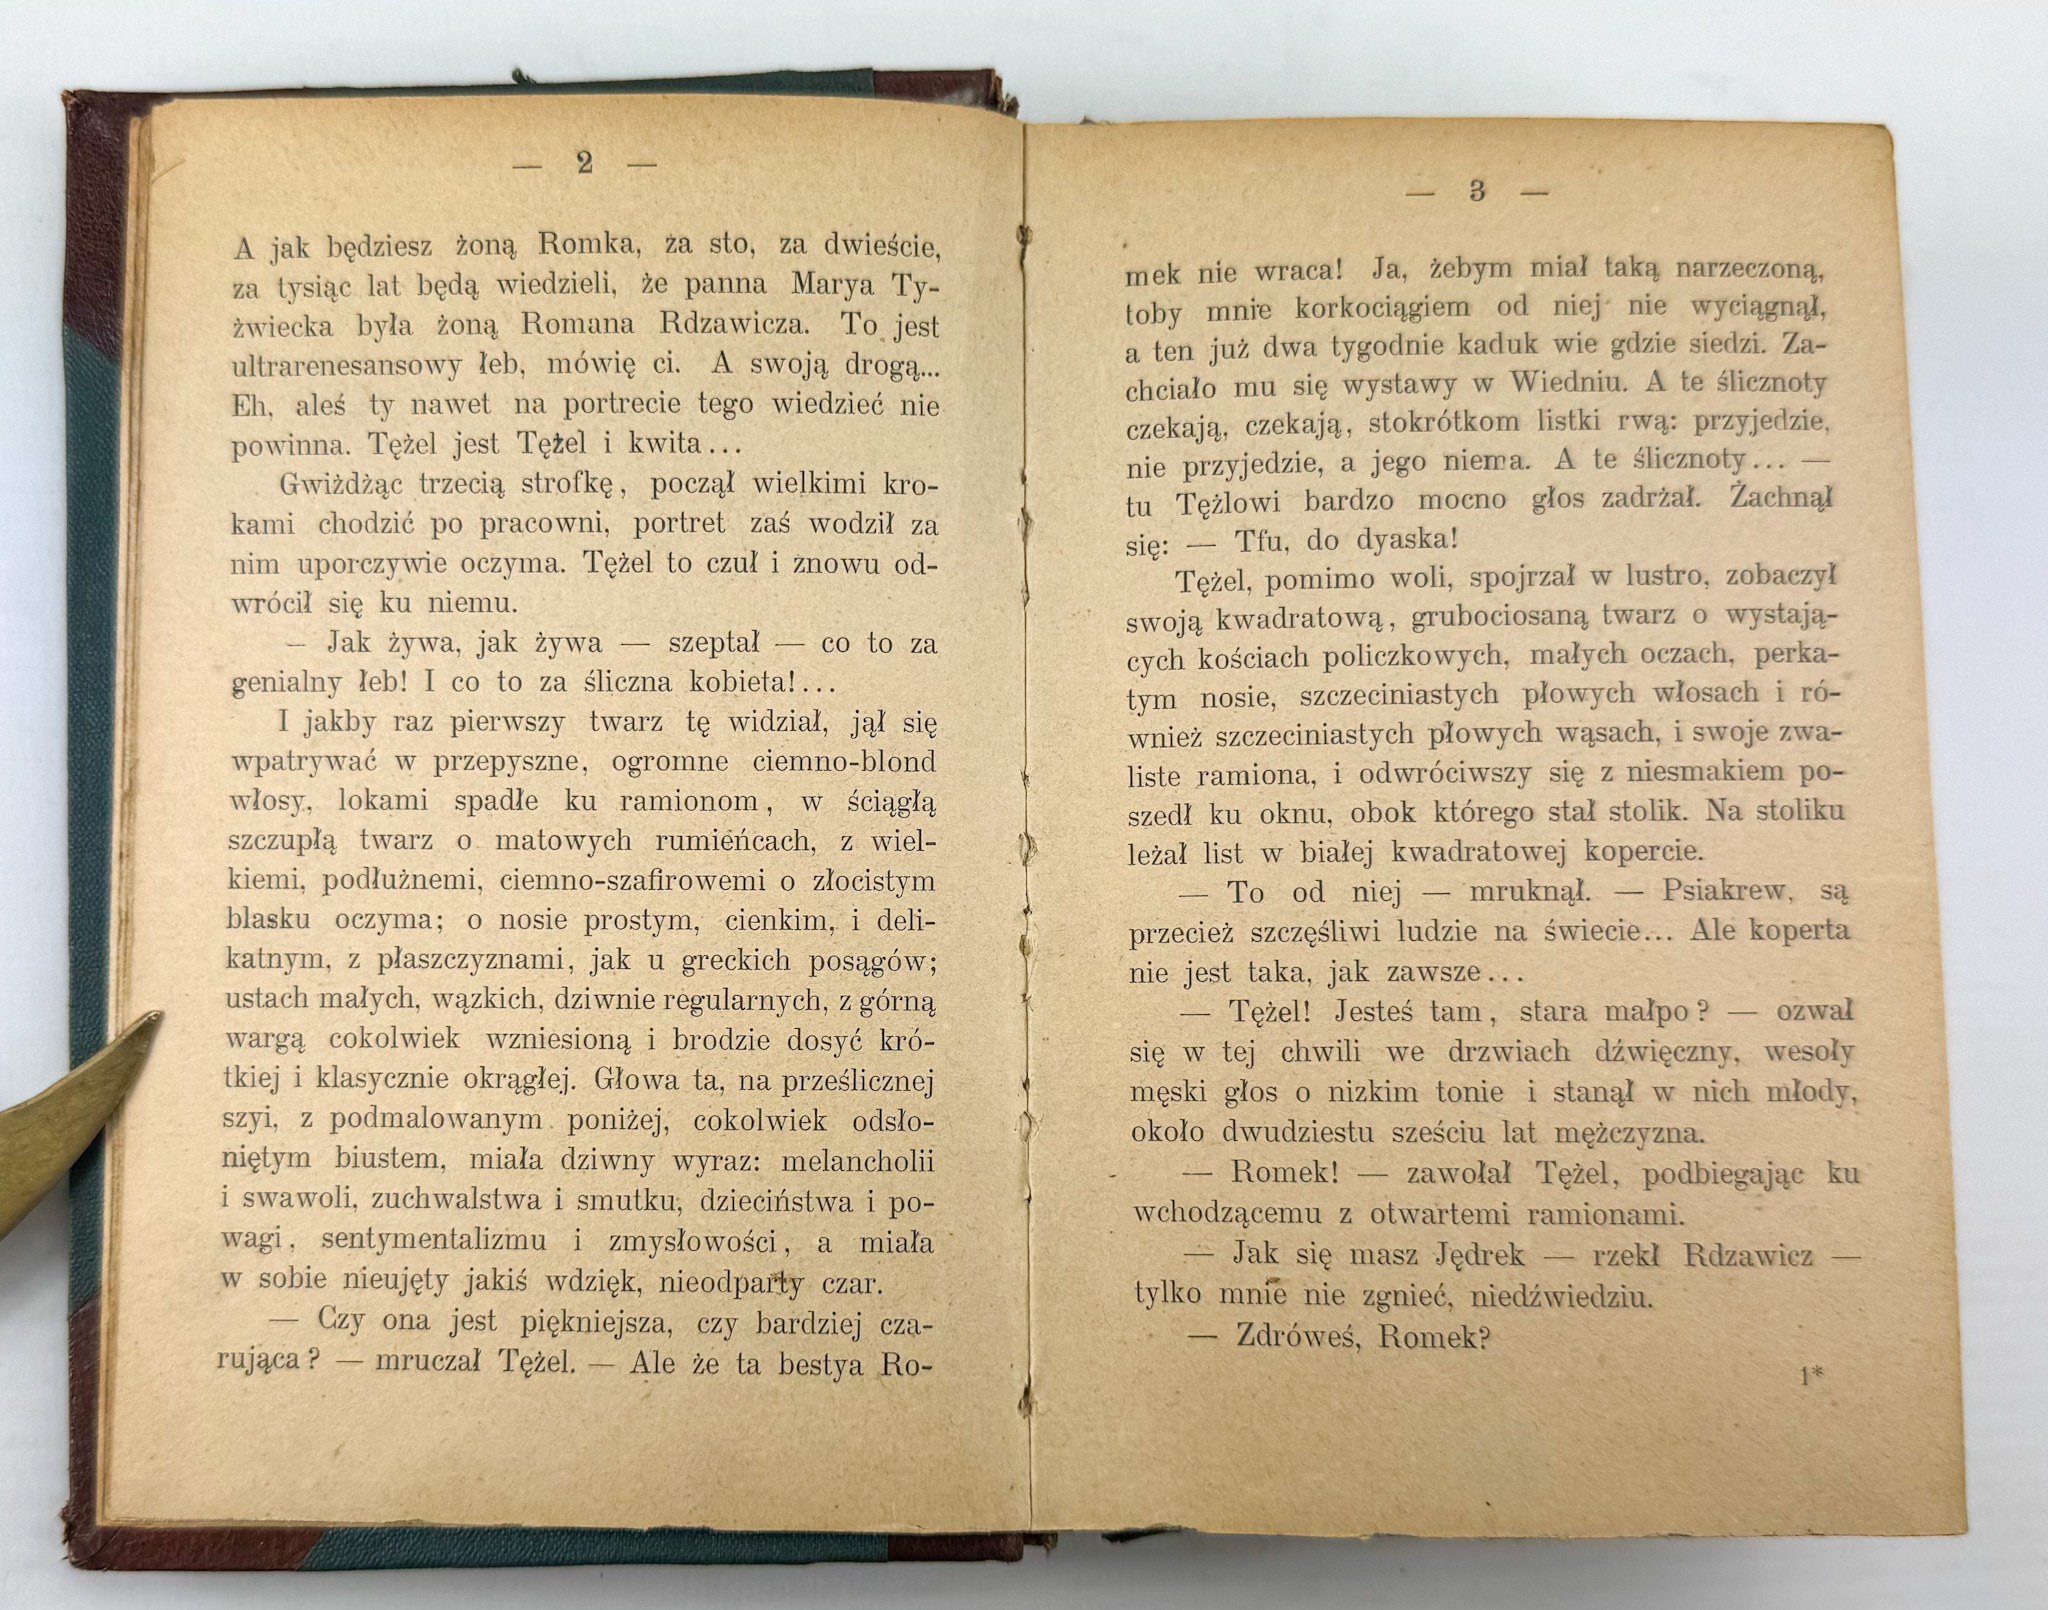 — 2 —
A jak będziesz żoną Romka, za sto, za dwieście,
za tysiąc lat będą wiedzieli, że panna Marya Ty-
żwiecka była żoną Romana Rdzawicza. To jest
ultrarenesansowy łeb, mówię ci. A swoją drogą...
Eh, aleś ty nawet na portrecie tego wiedzieć nie
powinna. Tężel jest Tężel i kwita...
Gwiżdżąc trzecią strofkę, począł wielkimi kro-
kami chodzić po pracowni, portret zaś wodził za
nim uporczywie oczyma. Tężel to czuł i znowu od-
wrócił się ku niemu.
— Jak żywa, jak żywa — szeptał — co to za
genialny łeb! I co to za śliczna kobieta!...
I jakby raz pierwszy twarz tę widział, jął się
wpatrywać w przepyszne, ogromne ciemno-blond
włosy, lokami spadłe ku ramionom, w ściągłą
szczupłą twarz o matowych rumieńcach, z wiel-
kiemi, podłużnemi, ciemno-szafirowemi o złocistym
blasku oczyma; o nosie prostym, cienkim, i deli-
katnym, z płaszczyznami, jak u greckich posągów;
ustach małych, wązkich, dziwnie regularnych, z górną
wargą cokolwiek wzniesioną i brodzie dosyć kró-
tkiej i klasycznie okrągłej. Głowa ta, na prześlicznej
szyi, z podmalowanym poniżej, cokolwiek odsło-
niętym biustem, miała dziwny wyraz: melancholii
i swawoli, zuchwalstwa i smutku, dzieciństwa i po-
wagi, sentymentalizmu i zmysłowości, a miała
w sobie nieujęty jakiś wdzięk, nieodparty czar.
— Czy ona jest piękniejsza, czy bardziej cza-
rująca? — mruczał Tężel. — Ale że ta bestya Ro-
— 3 —
mek nie wraca! Ja, żebym miał taką narzeczoną,
toby mnie korkociągiem od niej nie wyciągnął,
a ten już dwa tygodnie kaduk wie gdzie siedzi. Za-
chciało mu się wystawy w Wiedniu. A te ślicznoty
czekają, czekają, stokrótkom listki rwą: przyjedzie,
nie przyjedzie, a jego niema. A te ślicznoty... —
tu Tężlowi bardzo mocno głos zadrżał. Żachnął
się: — Tfu, do dyaska!
Tężel, pomimo woli, spojrzał w lustro, zobaczył
swoją kwadratową, grubociosaną twarz o wystają-
cych kościach policzkowych, małych oczach, perka-
tym nosie, szczeciniastych płowych włosach i ró-
wnież szczeciniastych płowych wąsach, i swoje zwa-
liste ramiona, i odwróciwszy się z niesmakiem po-
szedł ku oknu, obok którego stał stolik. Na stoliku
leżał list w białej kwadratowej kopercie.
— To od niej — mruknął. — Psiakrew, są
przecież szczęśliwi ludzie na świecie... Ale koperta
nie jest taka, jak zawsze...
— Tężel! Jesteś tam, stara małpo? — ozwał
się w tej chwili we drzwiach dźwięczny, wesoły
męski głos o nizkim tonie i stanął w nich młody,
około dwudziestu sześciu lat mężczyzna.
— Romek! — zawołał Tężel, podbiegając ku
wchodzącemu z otwartemi ramionami.
— Jak się masz Jędrek — rzekł Rdzawicz —
tylko mnie nie zgnieć, niedźwiedziu.
— Zdróweś, Romek?
1*